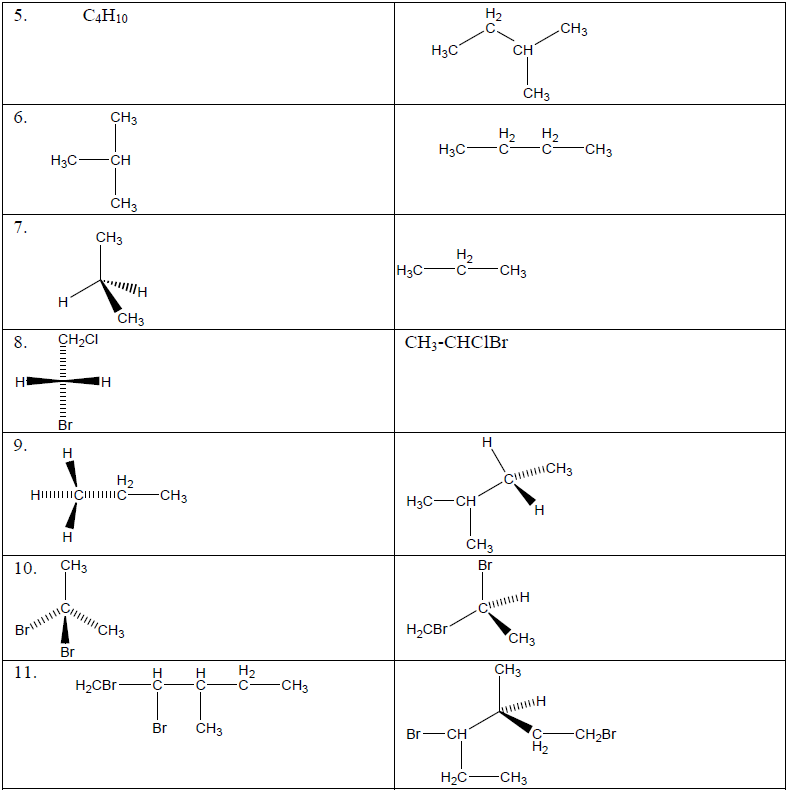 5. C₄H₁₀
H₂
C CH₃
H₃C CH
CH₃
6. CH₃
H₃C CH
CH₃
H₂ H₂
H₃C C C CH₃
7. CH₃
H
H
CH₃
H₂
H₃C C CH₃
8. CH₂Cl
H H
Br
CH₃-CHClBr
9. H
H₂
H C C CH₃
H
H
C CH₃
H₃C CH H
CH₃
10. CH₃
C
Br CH₃
Br
Br
H
C
H₂CBr CH₃
11. H H H₂
H₂CBr C C C CH₃
Br CH₃
CH₃
H
Br CH C CH₂Br
H₂
H₂C CH₃